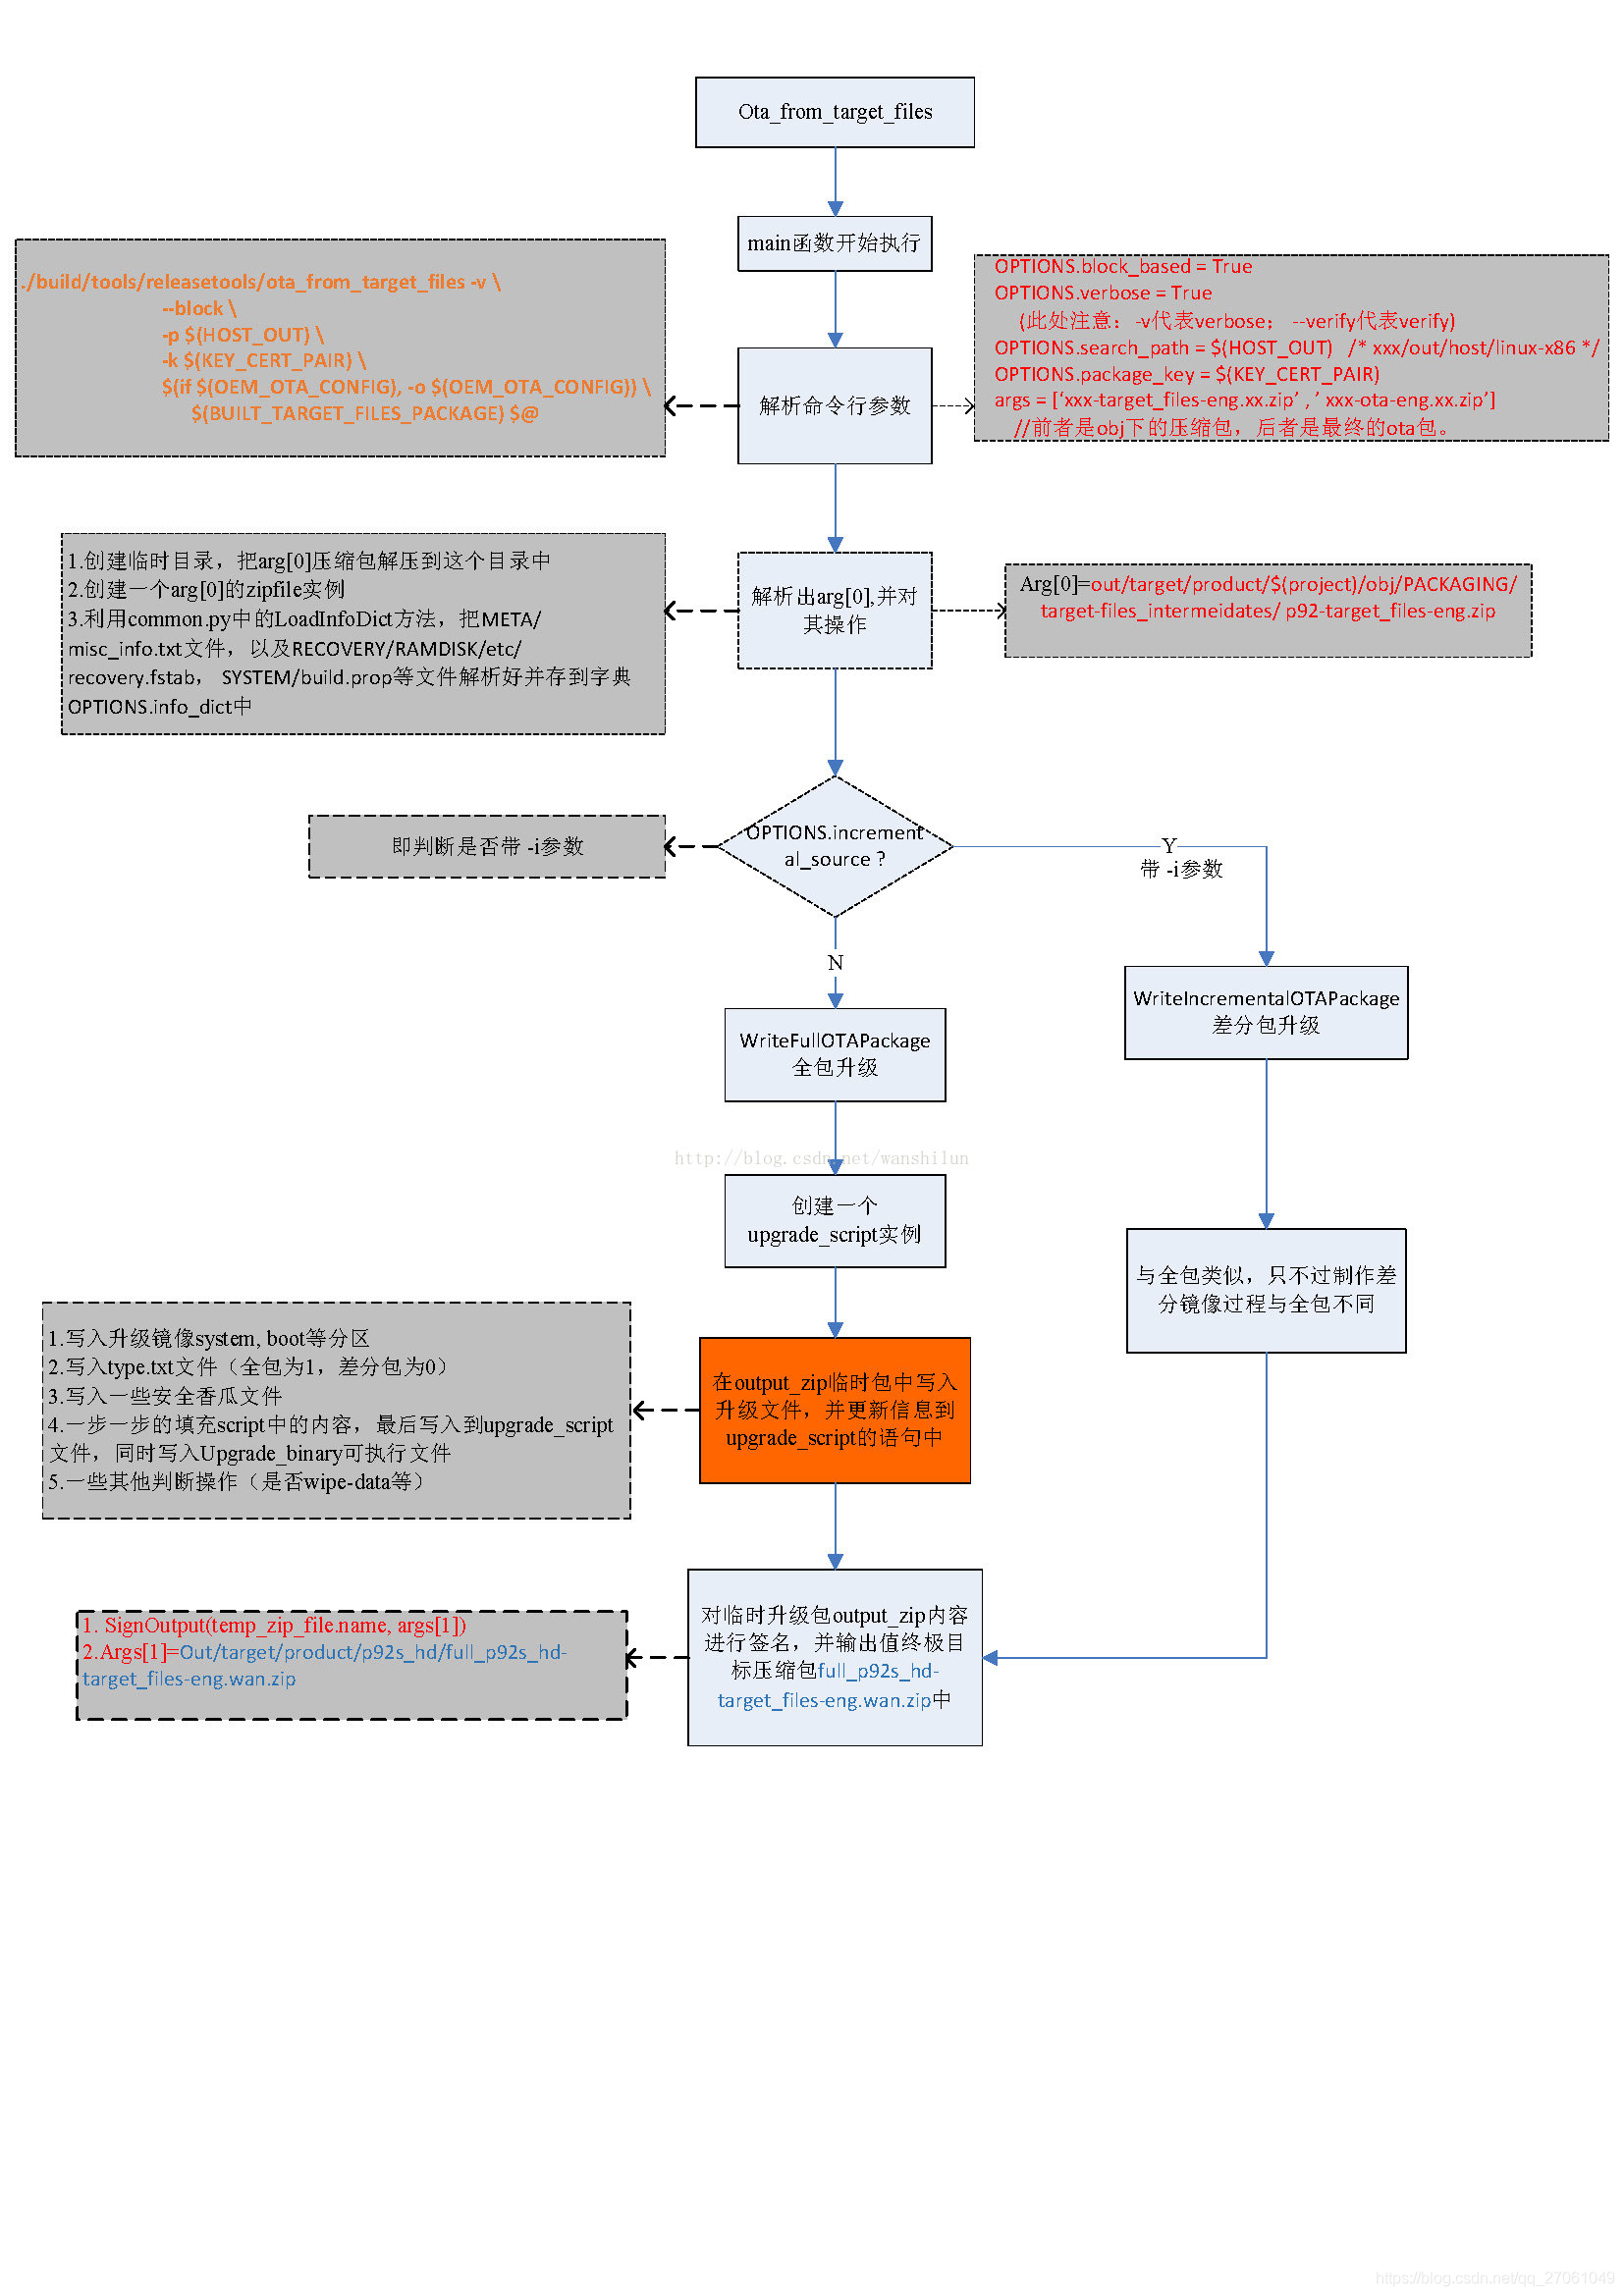 Ota_from_target_files
main函数开始执行
./build/tools/releasetools/ota_from_target_files -v \
--block \
-p $(HOST_OUT) \
-k $(KEY_CERT_PAIR) \
$(if $(OEM_OTA_CONFIG), -o $(OEM_OTA_CONFIG)) \
$(BUILT_TARGET_FILES_PACKAGE) $@
解析命令行参数
OPTIONS.block_based = True
OPTIONS.verbose = True
(此处注意：-v代表verbose； --verify代表verify)
OPTIONS.search_path = $(HOST_OUT) /* xxx/out/host/linux-x86 */
OPTIONS.package_key = $(KEY_CERT_PAIR)
args = [‘xxx-target_files-eng.xx.zip’ , ’ xxx-ota-eng.xx.zip’]
//前者是obj下的压缩包，后者是最终的ota包。
1.创建临时目录，把arg[0]压缩包解压到这个目录中
2.创建一个arg[0]的zipfile实例
3.利用common.py中的LoadInfoDict方法，把META/
misc_info.txt文件，以及RECOVERY/RAMDISK/etc/
recovery.fstab， SYSTEM/build.prop等文件解析好并存到字典
OPTIONS.info_dict中
解析出arg[0],并对
其操作
Arg[0]=out/target/product/$(project)/obj/PACKAGING/
target-files_intermeidates/ p92-target_files-eng.zip
即判断是否带 -i参数
OPTIONS.increment
al_source ?
Y
带 -i参数
N
WriteFullOTAPackage
全包升级
WriteIncrementalOTAPackage
差分包升级
http://blog.csdn.net/wanshilun
创建一个
upgrade_script实例
与全包类似，只不过制作差
分镜像过程与全包不同
1.写入升级镜像system, boot等分区
2.写入type.txt文件（全包为1，差分包为0）
3.写入一些安全香瓜文件
4.一步一步的填充script中的内容，最后写入到upgrade_script
文件，同时写入Upgrade_binary可执行文件
5.一些其他判断操作（是否wipe-data等）
在output_zip临时包中写入
升级文件，并更新信息到
upgrade_script的语句中
1. SignOutput(temp_zip_file.name, args[1])
2.Args[1]=Out/target/product/p92s_hd/full_p92s_hd-
target_files-eng.wan.zip
对临时升级包output_zip内容
进行签名，并输出值终极目
标压缩包full_p92s_hd-
target_files-eng.wan.zip中
https://blog.csdn.net/qq_27061049